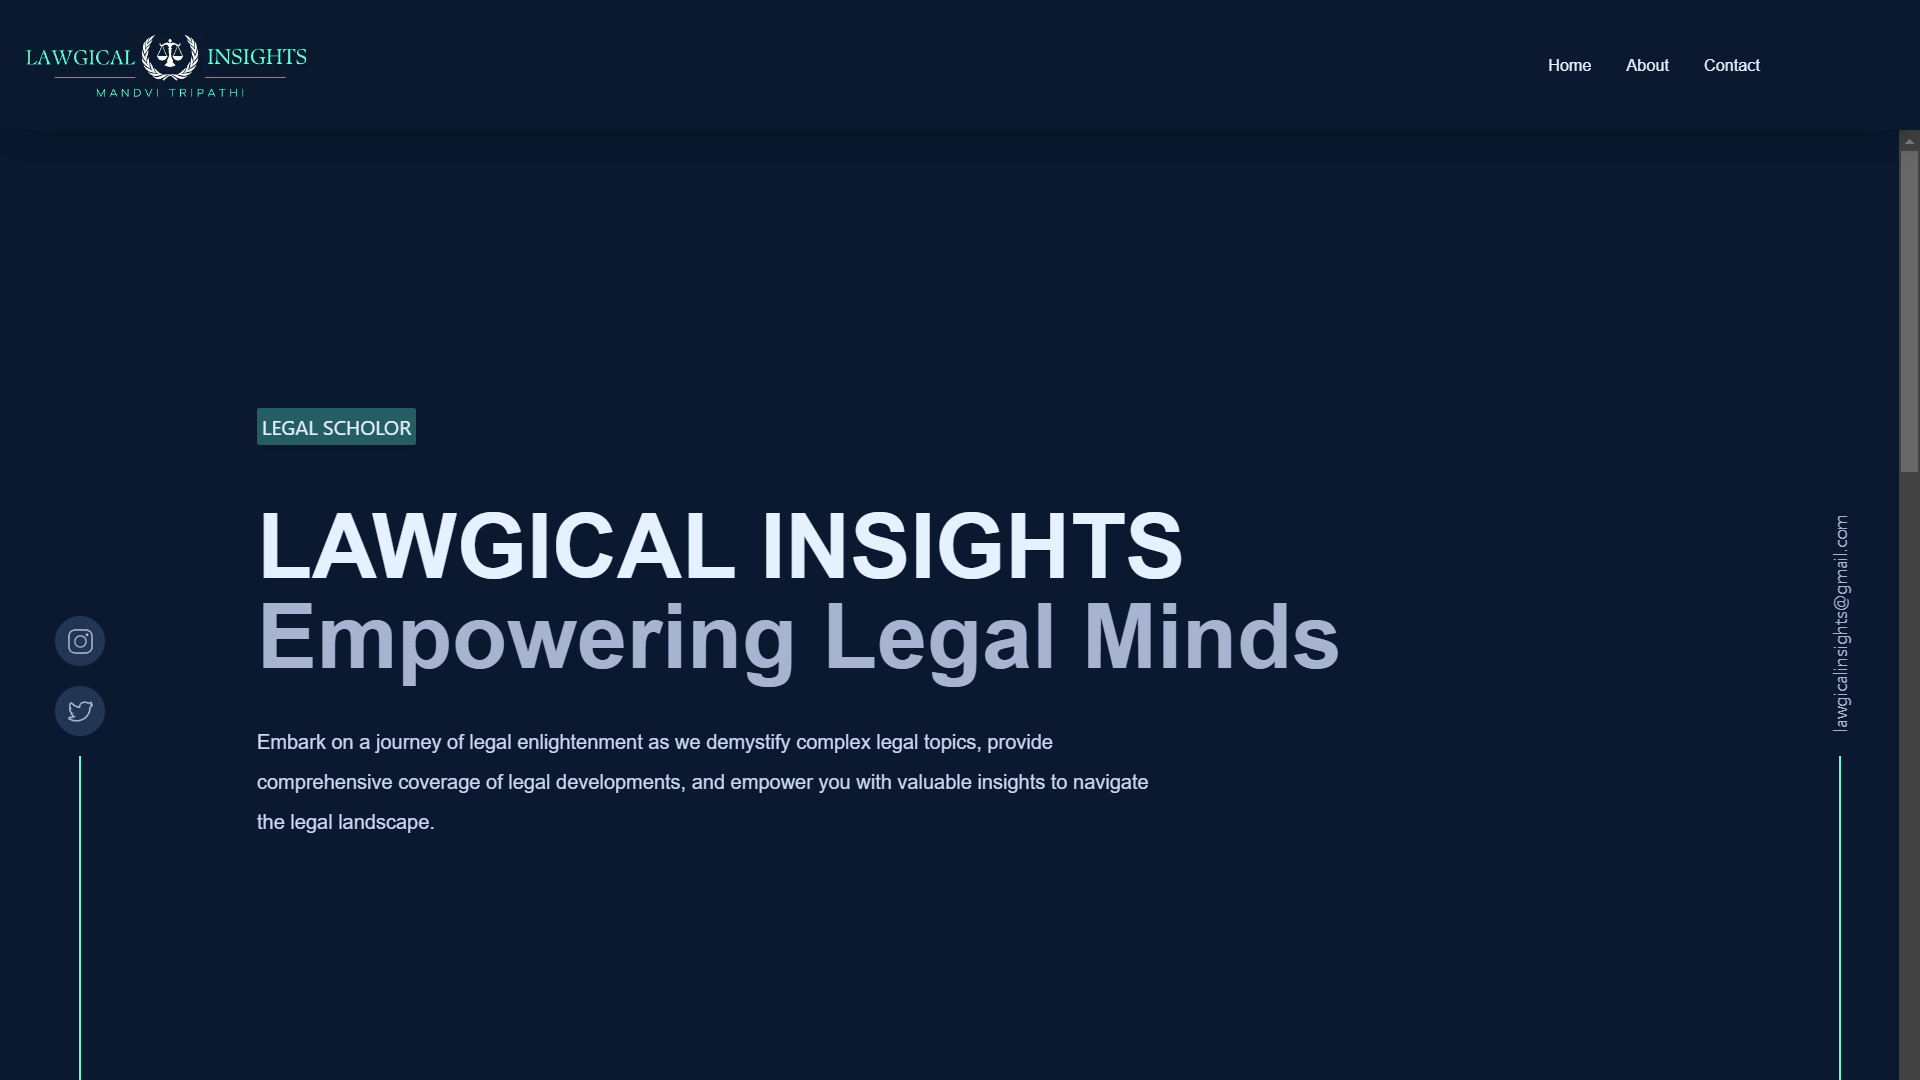 LAWGICAL INSIGHTS
MANDVI TRIPATHI
Home About Contact
LEGAL SCHOLOR
LAWGICAL INSIGHTS
Empowering Legal Minds
Embark on a journey of legal enlightenment as we demystify complex legal topics, provide
comprehensive coverage of legal developments, and empower you with valuable insights to navigate
the legal landscape.
lawgicalinsights@gmail.com